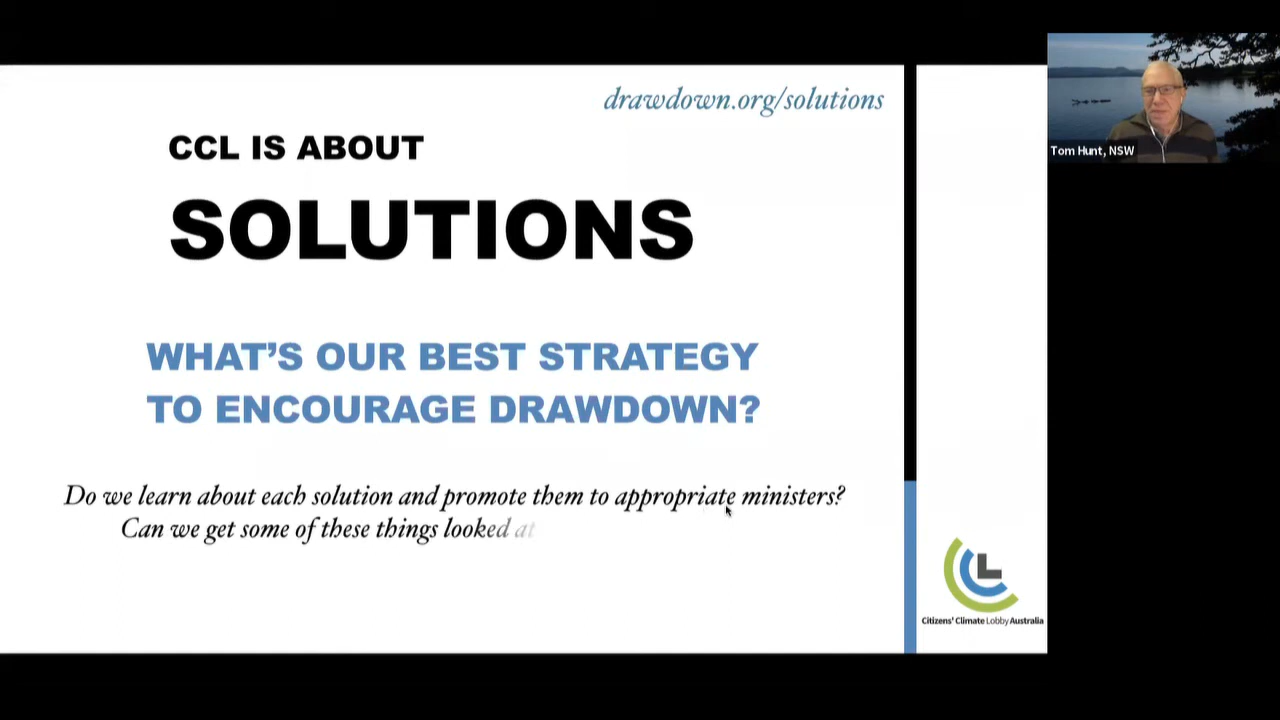 drawdown.org/solutions
CCL IS ABOUT
SOLUTIONS
WHAT'S OUR BEST STRATEGY
TO ENCOURAGE DRAWDOWN?
Do we learn about each solution and promote them to appropriate ministers?
Can we get some of these things looked at
Tom Hunt, NSW
CCL
Citizens' Climate Lobby Australia